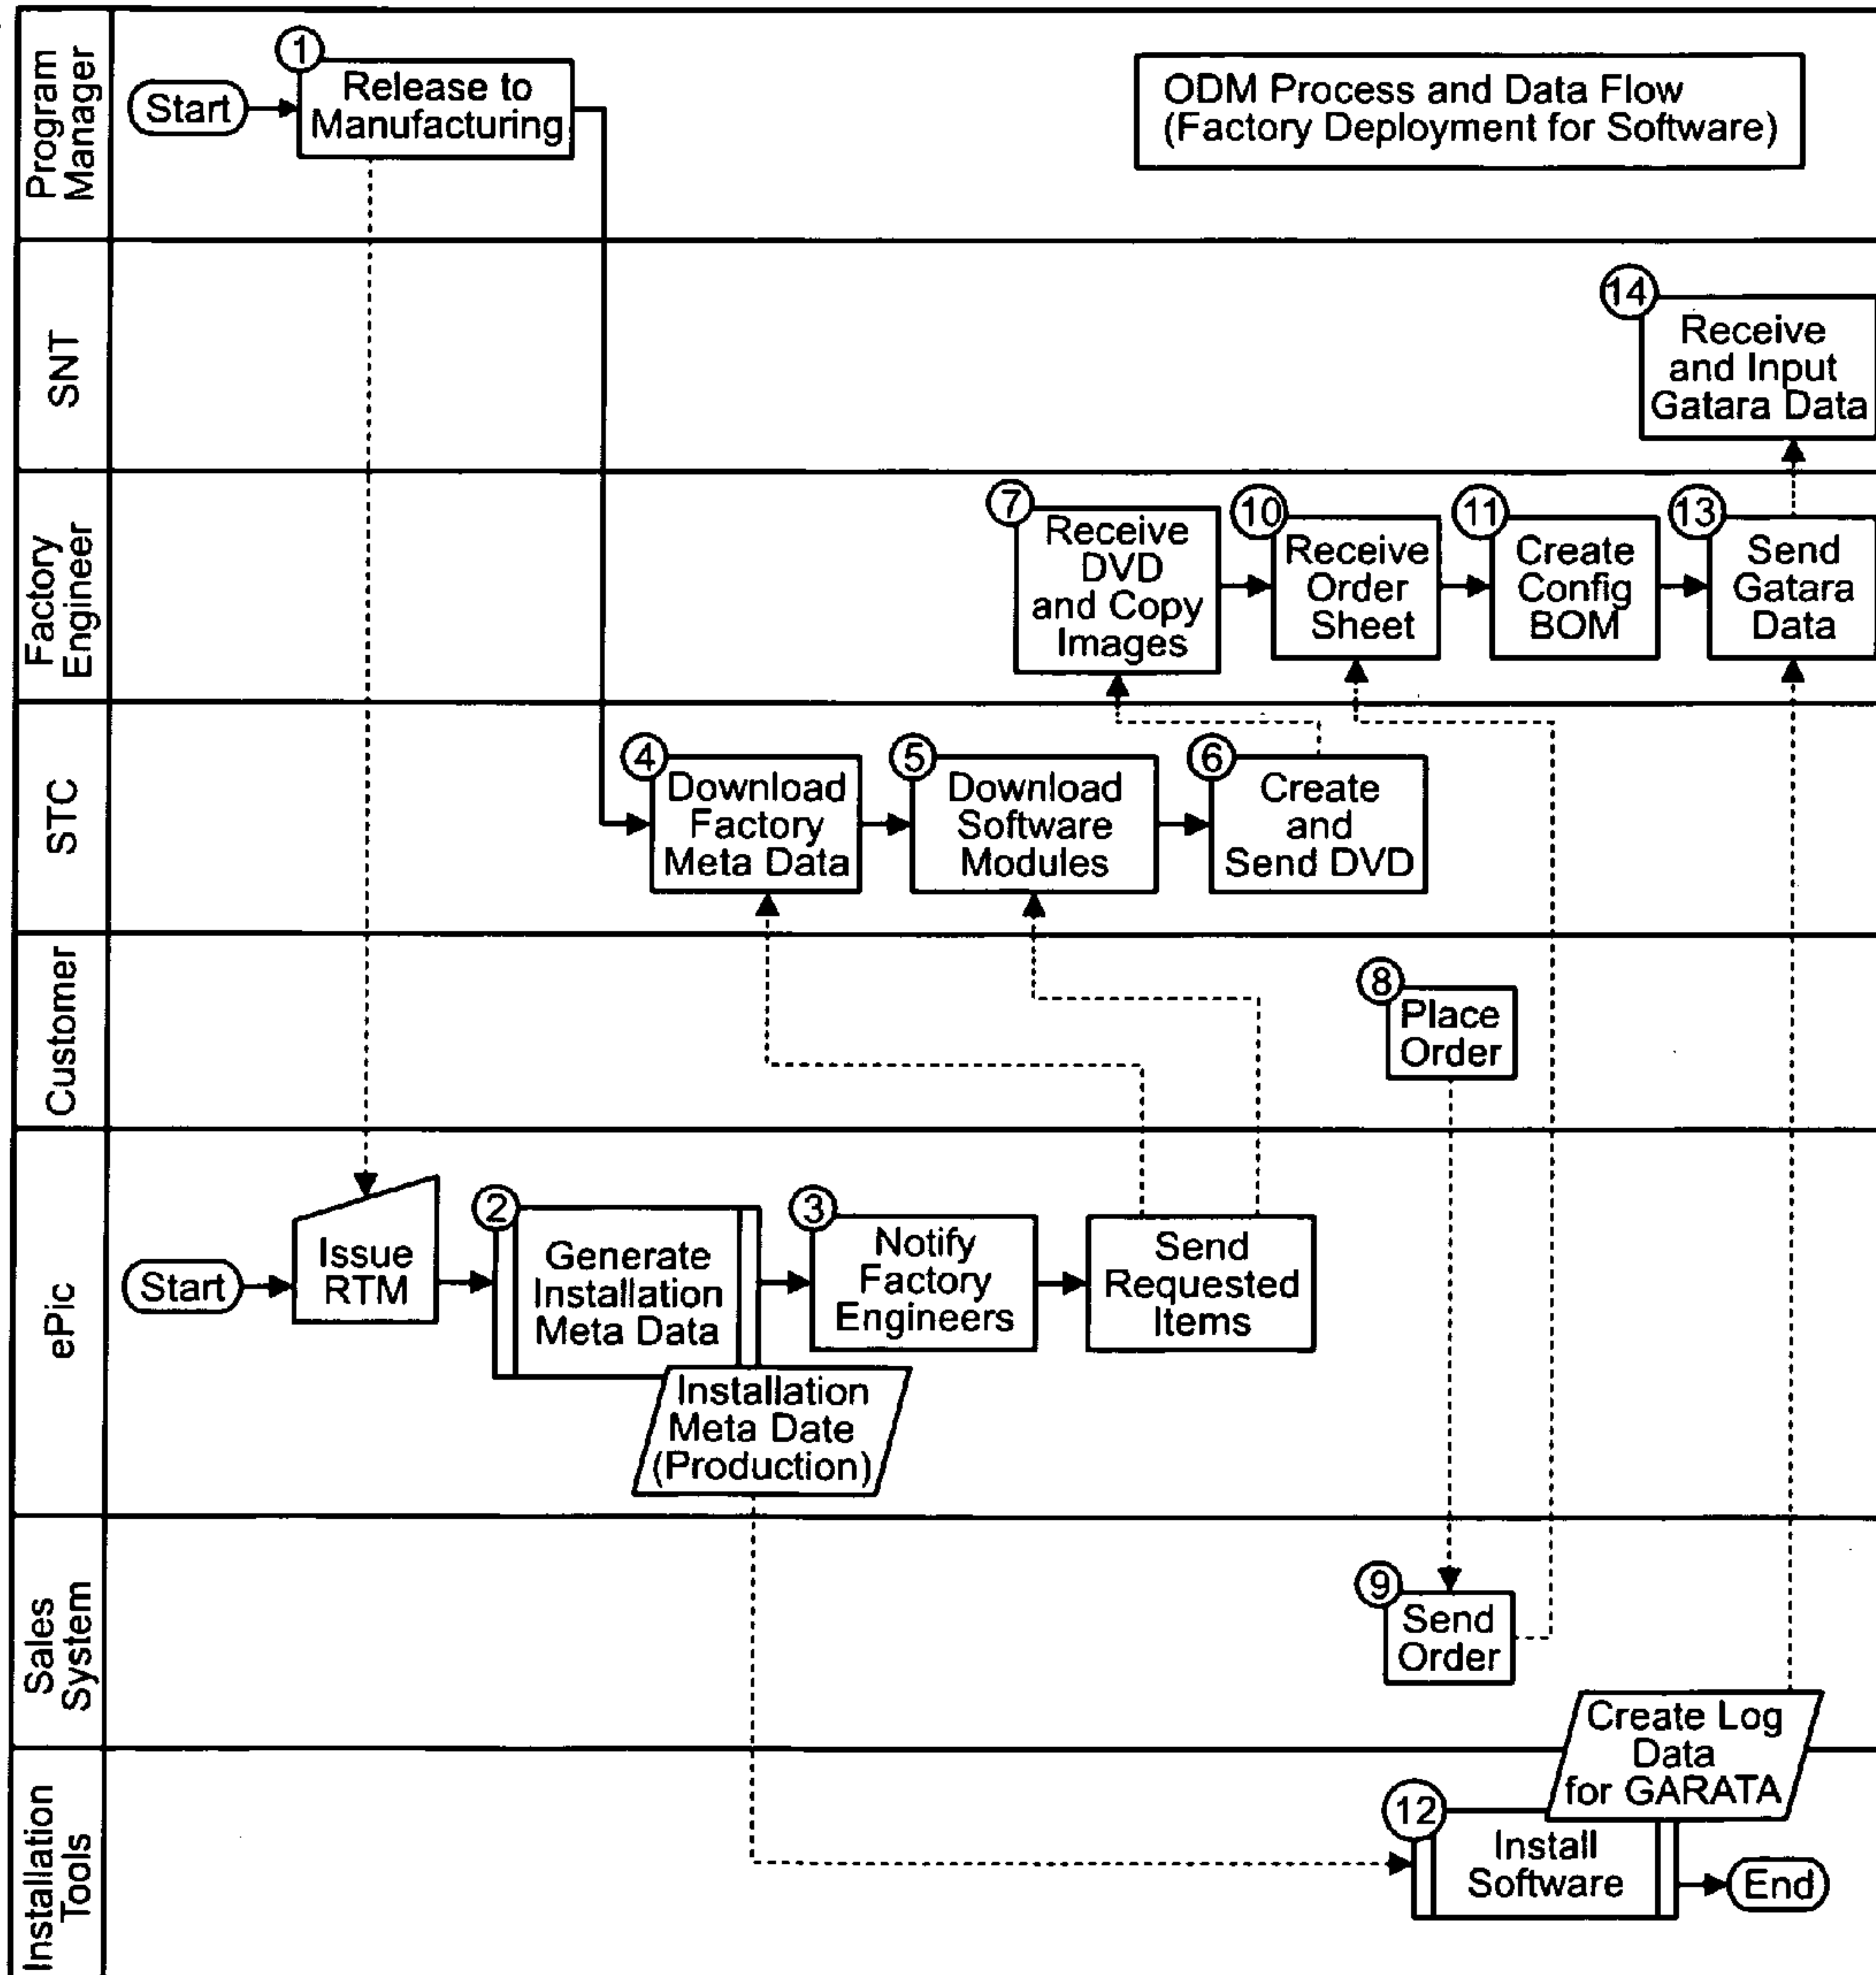 Program
Manager
Start
1
Release to
Manufacturing
ODM Process and Data Flow
(Factory Deployment for Software)
SNT
14
Receive
and Input
Gatara Data
Factory
Engineer
7
Receive
DVD
and Copy
Images
10
Receive
Order
Sheet
11
Create
Config
BOM
13
Send
Gatara
Data
STC
4
Download
Factory
Meta Data
5
Download
Software
Modules
6
Create
and
Send DVD
Customer
8
Place
Order
ePic
Start
Issue
RTM
2
Generate
Installation
Meta Data
Installation
Meta Date
(Production)
3
Notify
Factory
Engineers
Send
Requested
Items
Sales
System
9
Send
Order
Create Log
Data
for GARATA
Installation
Tools
12
Install
Software
End